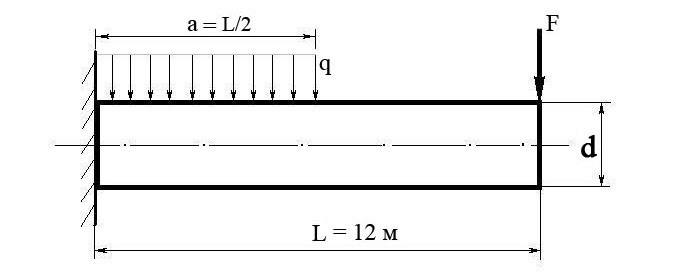 a = L/2
F
q
d
L = 12 м